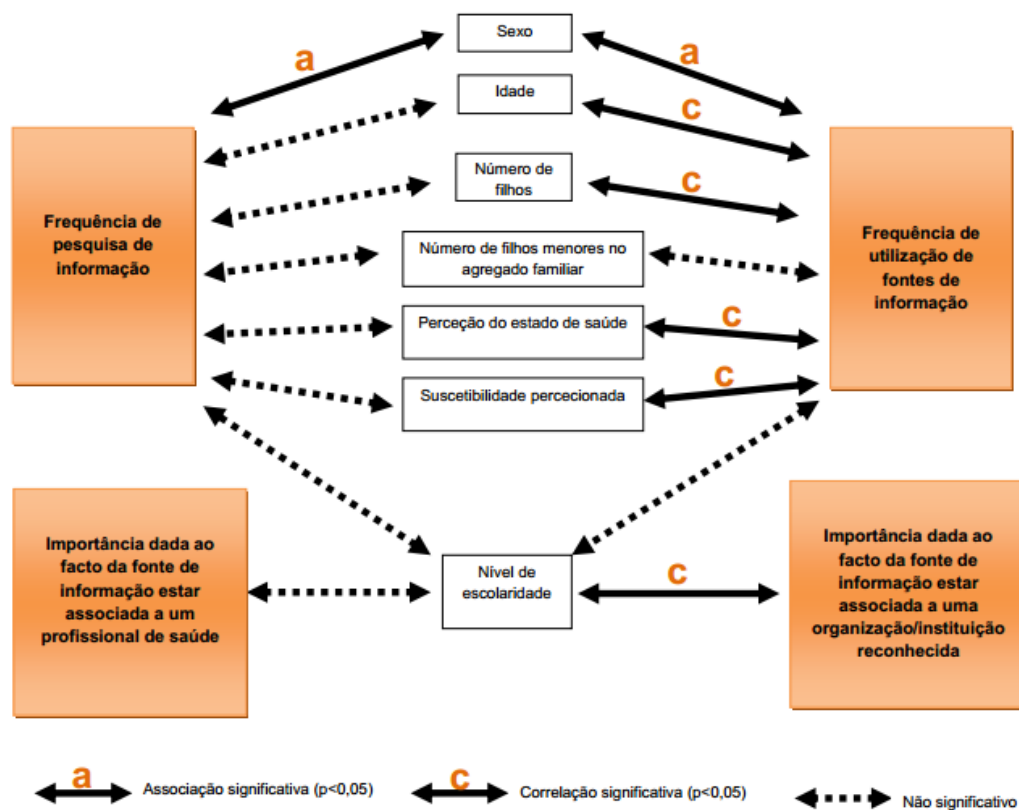 Sexo
a
a
Idade
c
Número de
filhos
c
Frequência de
pesquisa de
informação
Número de filhos menores no
agregado familiar
Frequência de
utilização de
fontes de
informação
Perceção do estado de saúde
c
Suscetibilidade percecionada
c
Importância dada ao
facto da fonte de
informação estar
associada a um
profissional de saúde
Nível de
escolaridade
c
Importância dada ao
facto da fonte de
informação estar
associada a uma
organização/instituição
reconhecida
a
Associação significativa (p<0,05)
c
Correlação significativa (p<0,05)
Não significativo